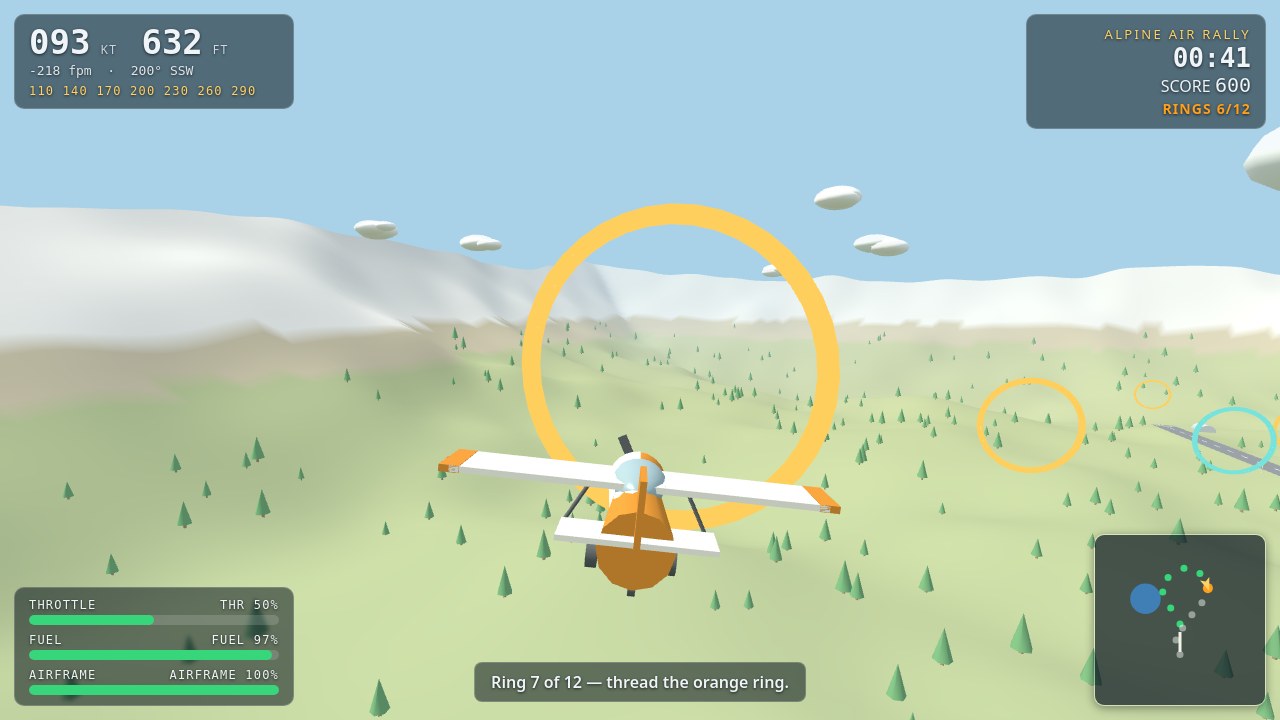 093 KT 632 FT
-218 fpm · 200° SSW
110 140 170 200 230 260 290
ALPINE AIR RALLY
00:41
SCORE 600
RINGS 6/12
THROTTLE THR 50%
FUEL FUEL 97%
AIRFRAME AIRFRAME 100%
Ring 7 of 12 — thread the orange ring.